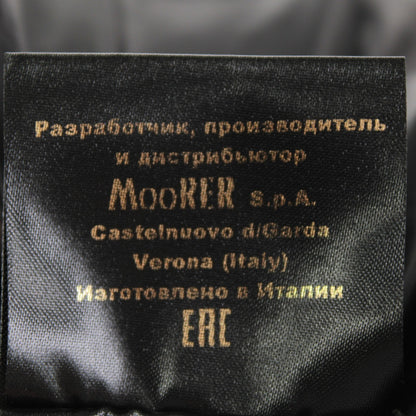 Разработчик, производитель
и дистрибьютор
MOORER S.p.A.
Castelnuovo d/Garda
Verona (Italy)
Изготовлено в Италии
EAC